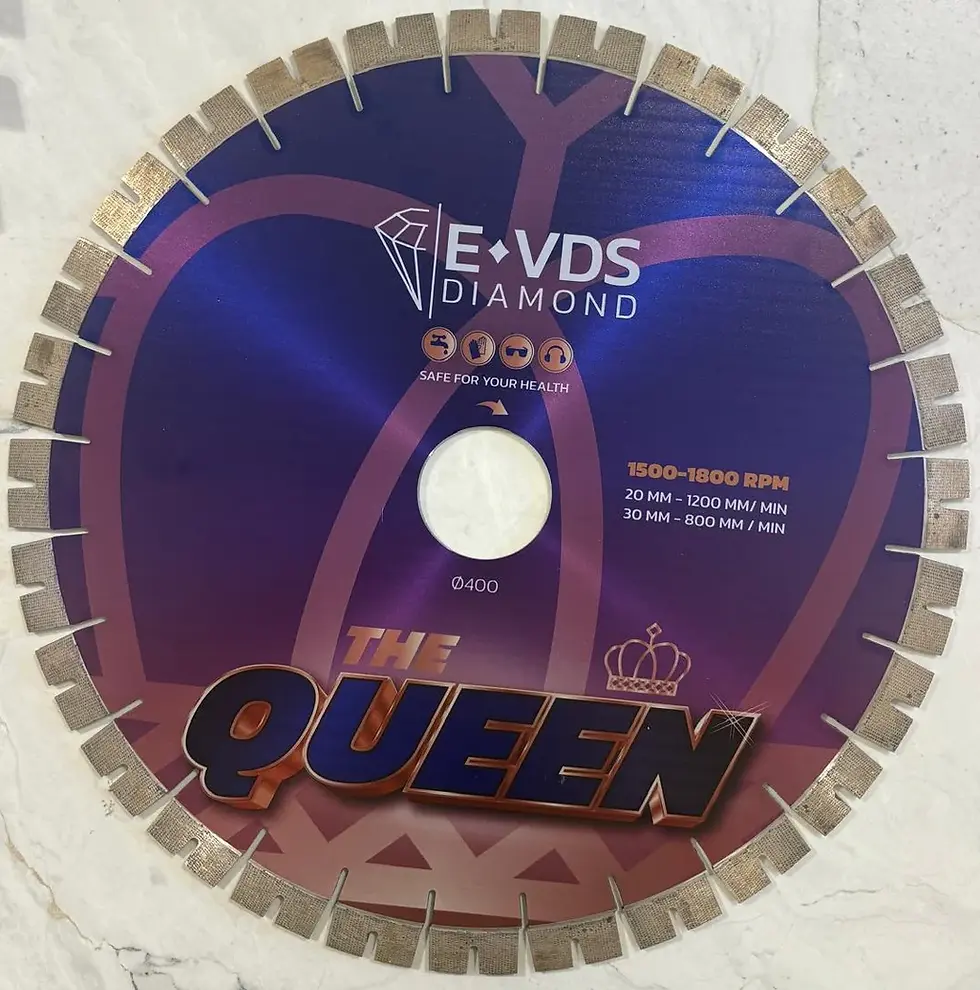 E♦VDS
DIAMOND
SAFE FOR YOUR HEALTH
1500-1800 RPM
20 MM - 1200 MM/ MIN
30 MM - 800 MM / MIN
Ø400
THE
QUEEN